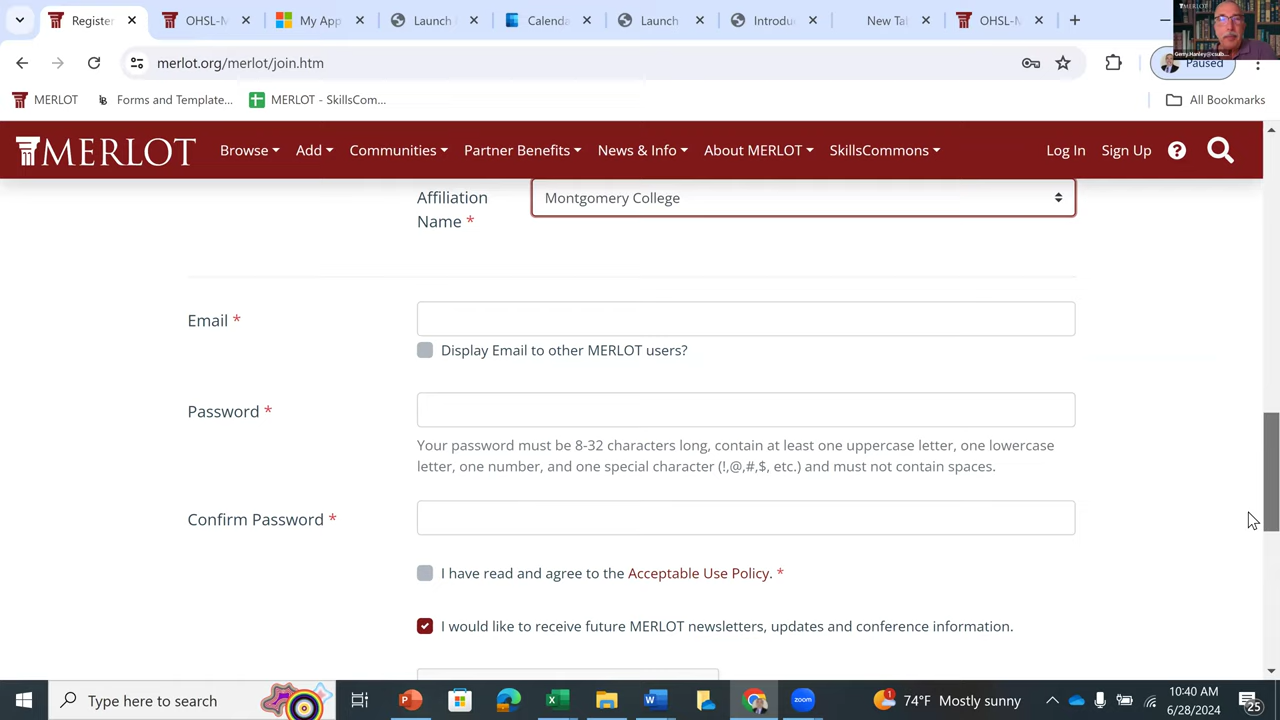 Register
OHSL-M
My App
Launch
Calenda
Launch
Introdu
New Ta
OHSL-M
MERLOT
merlot.org/merlot/join.htm
Paused
MERLOT
Forms and Template...
MERLOT - SkillsCom...
All Bookmarks
MERLOT
Browse
Add
Communities
Partner Benefits
News & Info
About MERLOT
SkillsCommons
Log In
Sign Up
Affiliation
Name *
Montgomery College
Email *
Display Email to other MERLOT users?
Password *
Your password must be 8-32 characters long, contain at least one uppercase letter, one lowercase
letter, one number, and one special character (!,@,#,$, etc.) and must not contain spaces.
Confirm Password *
I have read and agree to the Acceptable Use Policy. *
I would like to receive future MERLOT newsletters, updates and conference information.
Type here to search
zoom
1
74°F Mostly sunny
10:40 AM
6/28/2024
25